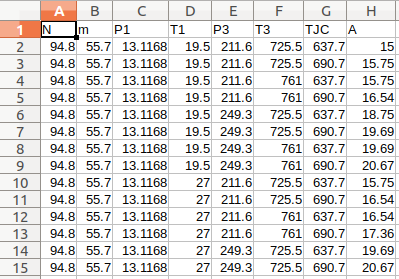 A B C D E F G H
1 N m P1 T1 P3 T3 TJC A
2 94.8 55.7 13.1168 19.5 211.6 725.5 637.7 15
3 94.8 55.7 13.1168 19.5 211.6 725.5 690.7 15.75
4 94.8 55.7 13.1168 19.5 211.6 761 637.7 15.75
5 94.8 55.7 13.1168 19.5 211.6 761 690.7 16.54
6 94.8 55.7 13.1168 19.5 249.3 725.5 637.7 18.75
7 94.8 55.7 13.1168 19.5 249.3 725.5 690.7 19.69
8 94.8 55.7 13.1168 19.5 249.3 761 637.7 19.69
9 94.8 55.7 13.1168 19.5 249.3 761 690.7 20.67
10 94.8 55.7 13.1168 27 211.6 725.5 637.7 15.75
11 94.8 55.7 13.1168 27 211.6 725.5 690.7 16.54
12 94.8 55.7 13.1168 27 211.6 761 637.7 16.54
13 94.8 55.7 13.1168 27 211.6 761 690.7 17.36
14 94.8 55.7 13.1168 27 249.3 725.5 637.7 19.69
15 94.8 55.7 13.1168 27 249.3 725.5 690.7 20.67